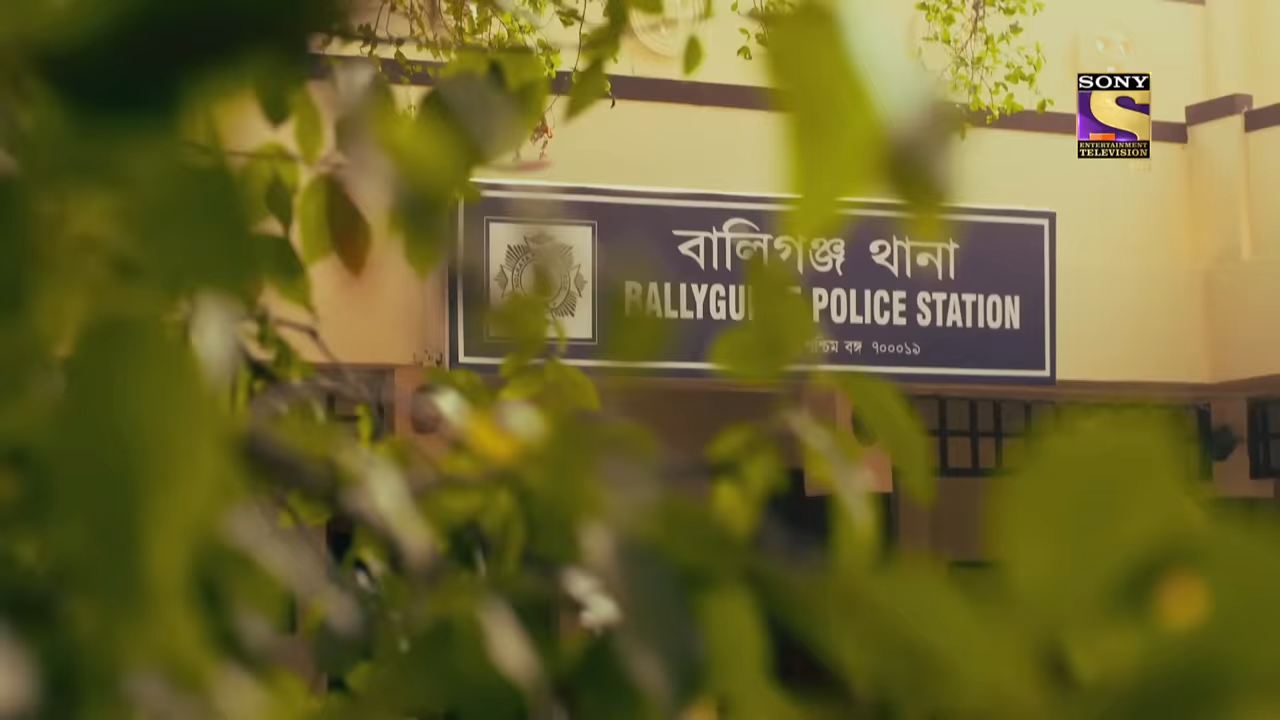 SONY
ENTERTAINMENT
TELEVISION
বালিগঞ্জ থানা
POLICE STATION
বঙ্গ ৭০০০১৯